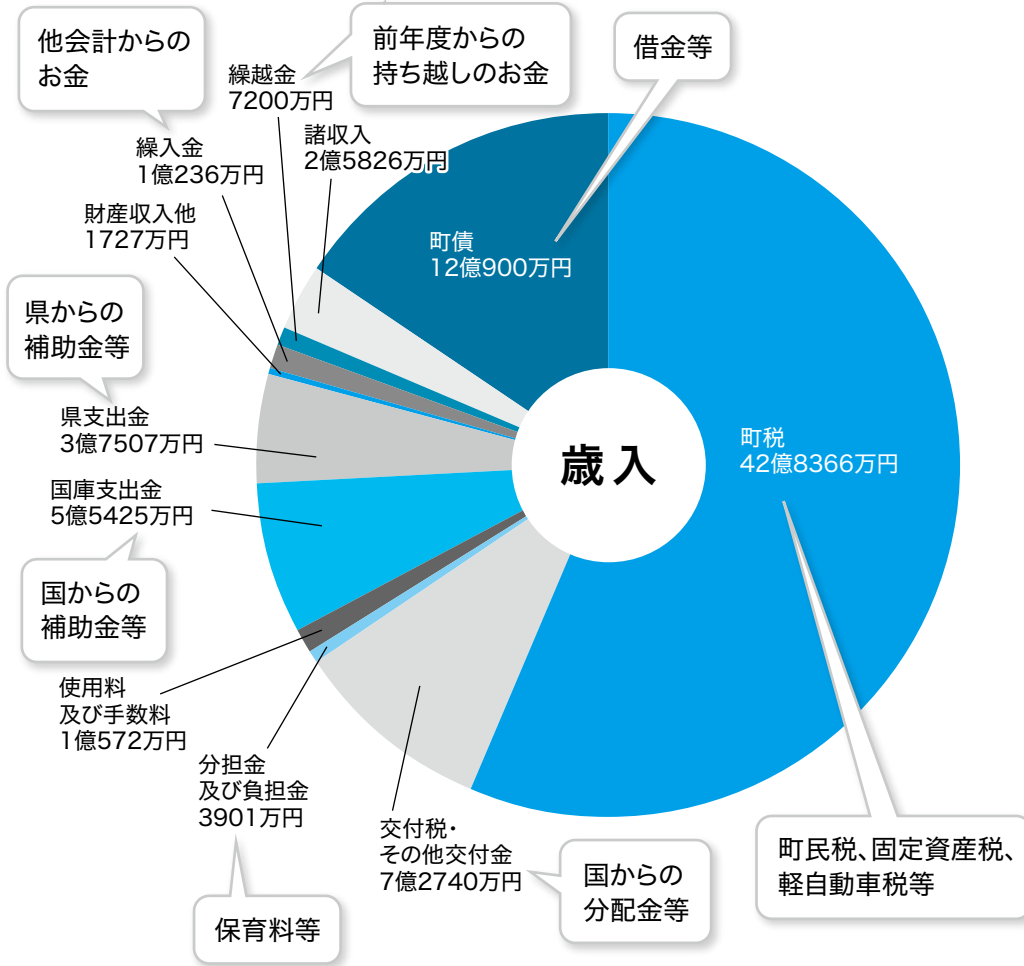 他会計からの
お金
前年度からの
持ち越しのお金
借金等
繰越金
7200万円
諸収入
2億5826万円
繰入金
1億236万円
財産収入他
1727万円
町債
12億900万円
県からの
補助金等
県支出金
3億7507万円
歳入
町税
42億8366万円
国庫支出金
5億5425万円
国からの
補助金等
使用料
及び手数料
1億572万円
分担金
及び負担金
3901万円
保育料等
交付税・
その他交付金
7億2740万円
国からの
分配金等
町民税、固定資産税、
軽自動車税等